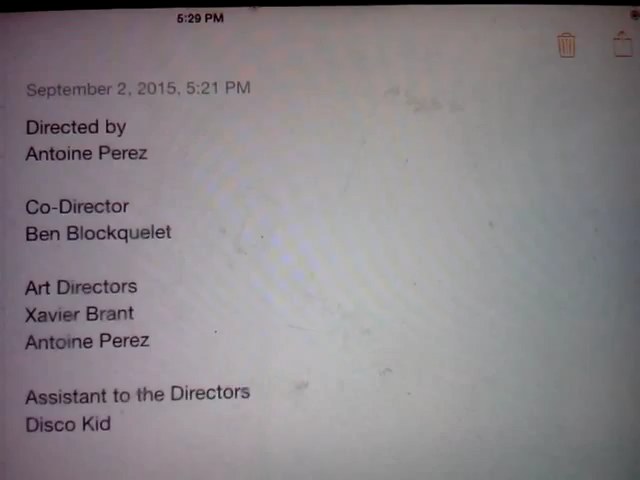 5:29 PM
September 2, 2015, 5:21 PM
Directed by
Antoine Perez
Co-Director
Ben Blockquelet
Art Directors
Xavier Brant
Antoine Perez
Assistant to the Directors
Disco Kid